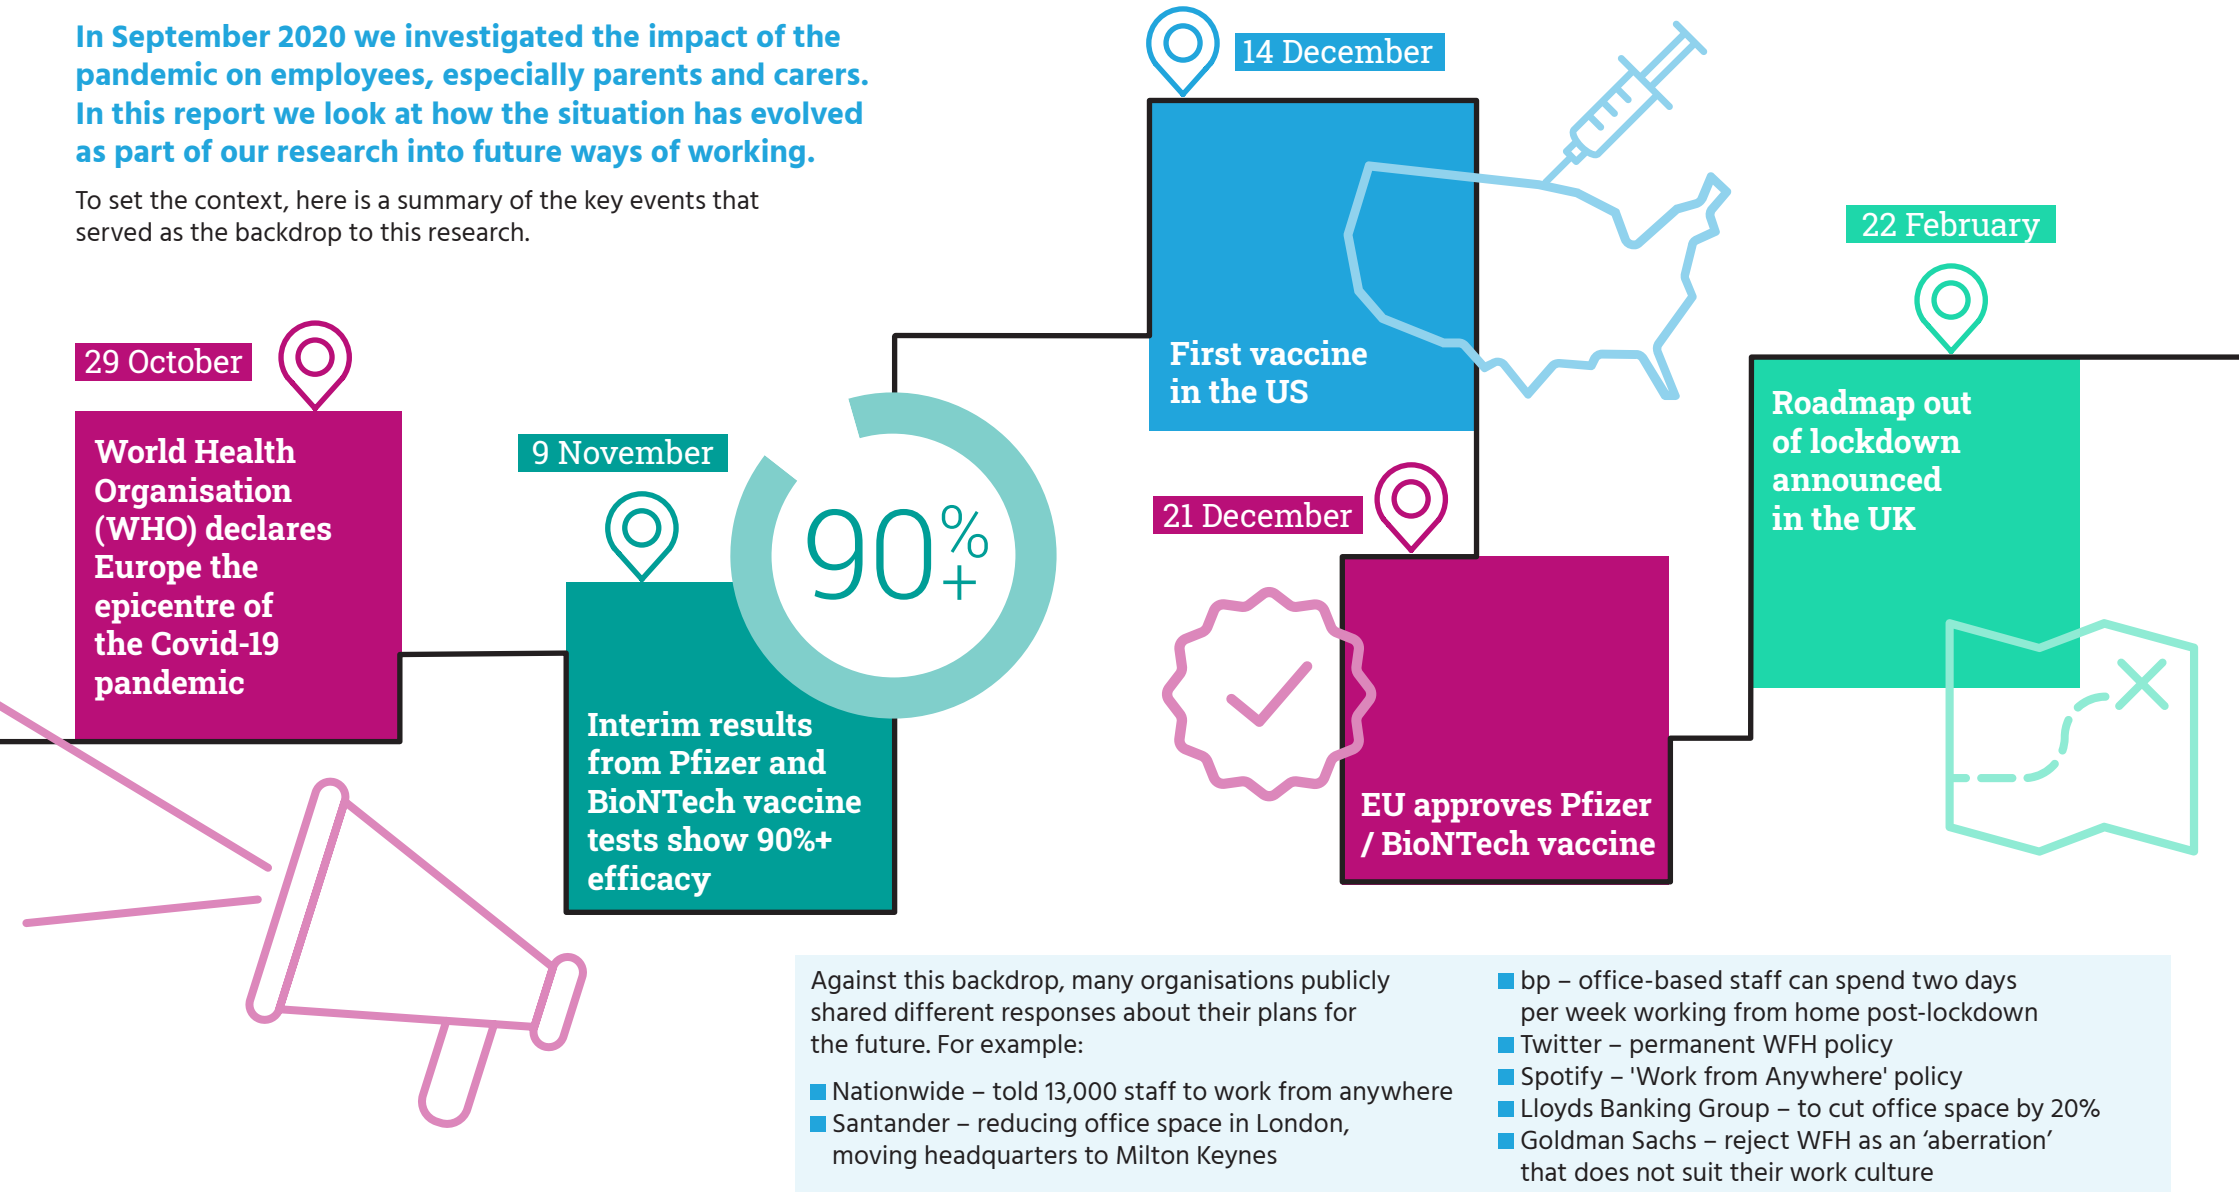 In September 2020 we investigated the impact of the
pandemic on employees, especially parents and carers.
In this report we look at how the situation has evolved
as part of our research into future ways of working.
To set the context, here is a summary of the key events that
served as the backdrop to this research.
29 October
World Health
Organisation
(WHO) declares
Europe the
epicentre of
the Covid-19
pandemic
9 November
90%+
Interim results
from Pfizer and
BioNTech vaccine
tests show 90%+
efficacy
14 December
First vaccine
in the US
21 December
EU approves Pfizer
/ BioNTech vaccine
22 February
Roadmap out
of lockdown
announced
in the UK
Against this backdrop, many organisations publicly
shared different responses about their plans for
the future. For example:
Nationwide – told 13,000 staff to work from anywhere
Santander – reducing office space in London,
moving headquarters to Milton Keynes
bp – office-based staff can spend two days
per week working from home post-lockdown
Twitter – permanent WFH policy
Spotify – 'Work from Anywhere' policy
Lloyds Banking Group – to cut office space by 20%
Goldman Sachs – reject WFH as an ‘aberration’
that does not suit their work culture